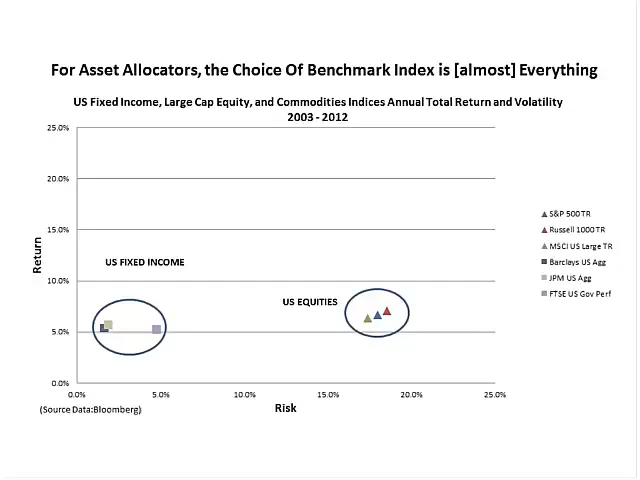 For Asset Allocators, the Choice Of Benchmark Index is [almost] Everything
US Fixed Income, Large Cap Equity, and Commodities Indices Annual Total Return and Volatility
2003 - 2012
25.0%
20.0%
15.0%
10.0%
5.0%
0.0%
Return
US FIXED INCOME
US EQUITIES
S&P 500 TR
Russell 1000 TR
MSCI US Large TR
Barclays US Agg
JPM US Agg
FTSE US Gov Perf
0.0%
5.0%
10.0%
15.0%
20.0%
25.0%
(Source Data:Bloomberg)
Risk